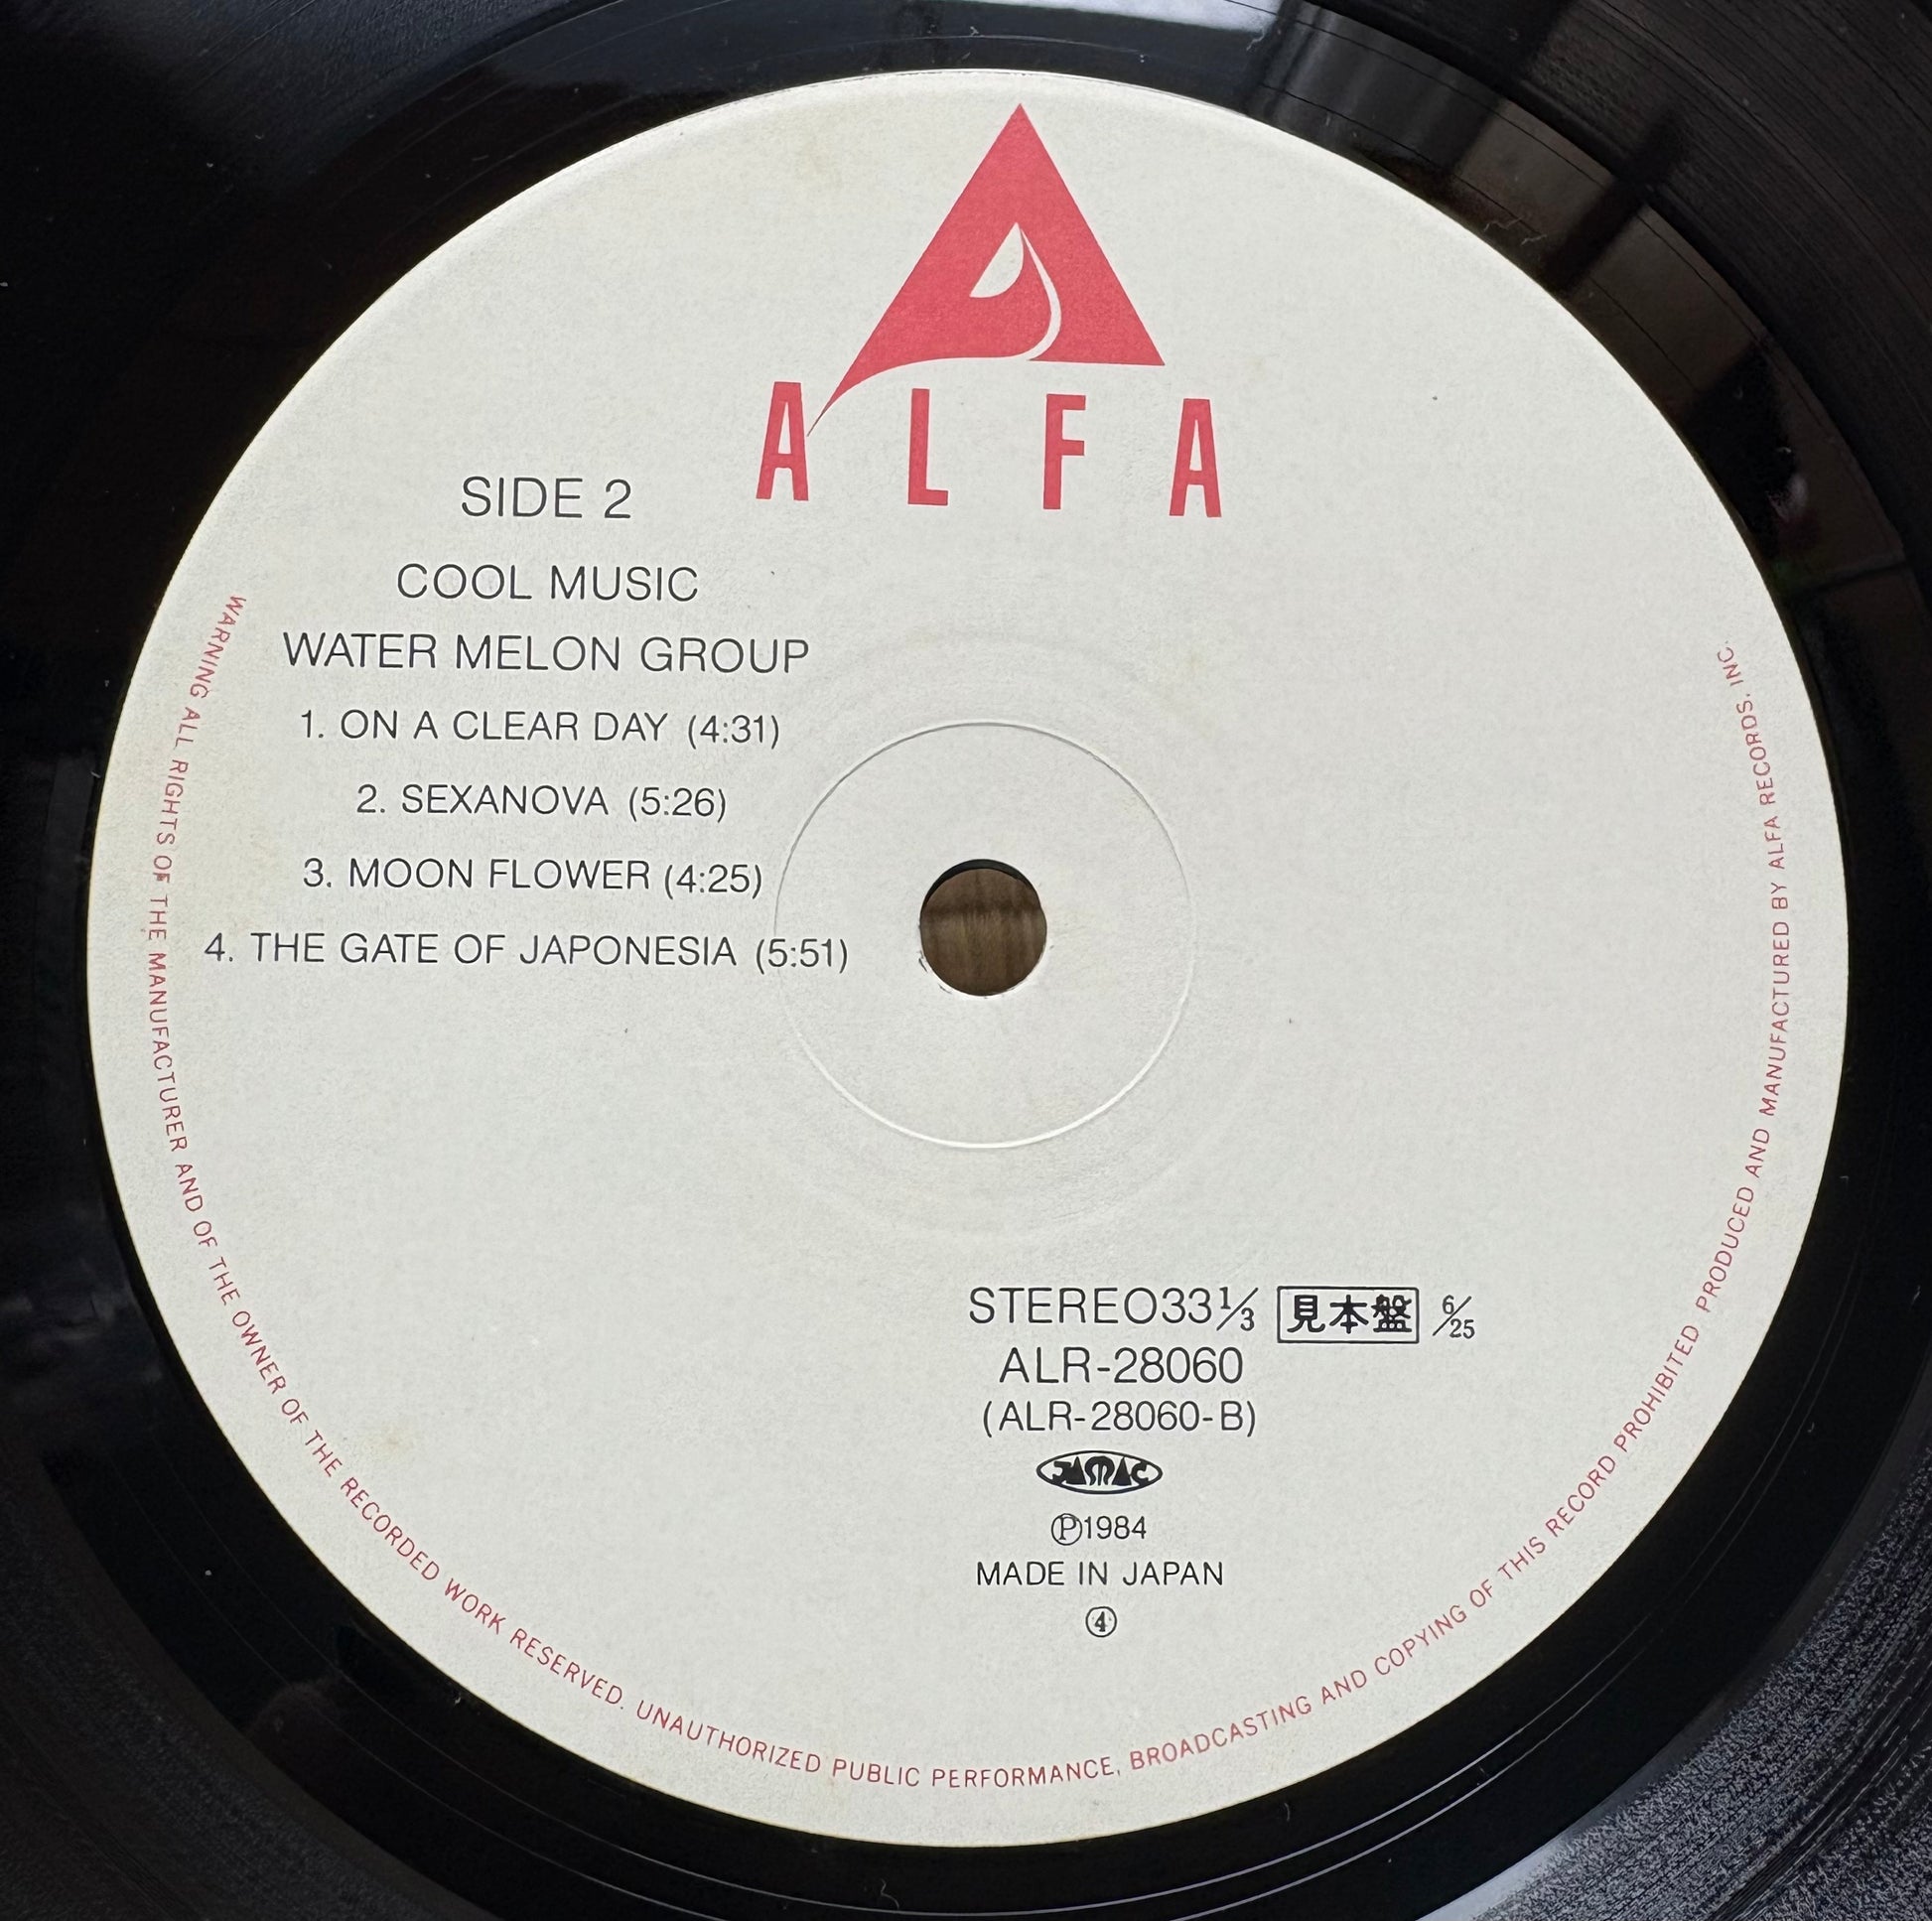 ALFA
SIDE 2
COOL MUSIC
WATER MELON GROUP
1. ON A CLEAR DAY (4:31)
2. SEXANOVA (5:26)
3. MOON FLOWER (4:25)
4. THE GATE OF JAPONESIA (5:51)
STEREO33⅓ 見本盤 6/25
ALR-28060
(ALR-28060-B)
JASRAC
Ⓟ1984
MADE IN JAPAN
④
WARNING ALL RIGHTS OF THE MANUFACTURER AND OF THE OWNER OF THE RECORDED WORK RESERVED. UNAUTHORIZED PUBLIC PERFORMANCE, BROADCASTING AND COPYING OF THIS RECORD PROHIBITED PRODUCED AND MANUFACTURED BY ALFA RECORDS. INC.